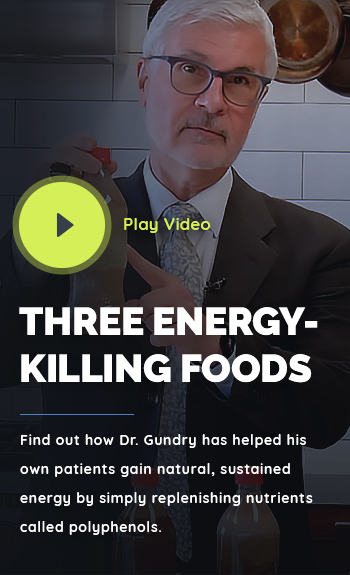 Play Video
THREE ENERGY-
KILLING FOODS
Find out how Dr. Gundry has helped his
own patients gain natural, sustained
energy by simply replenishing nutrients
called polyphenols.